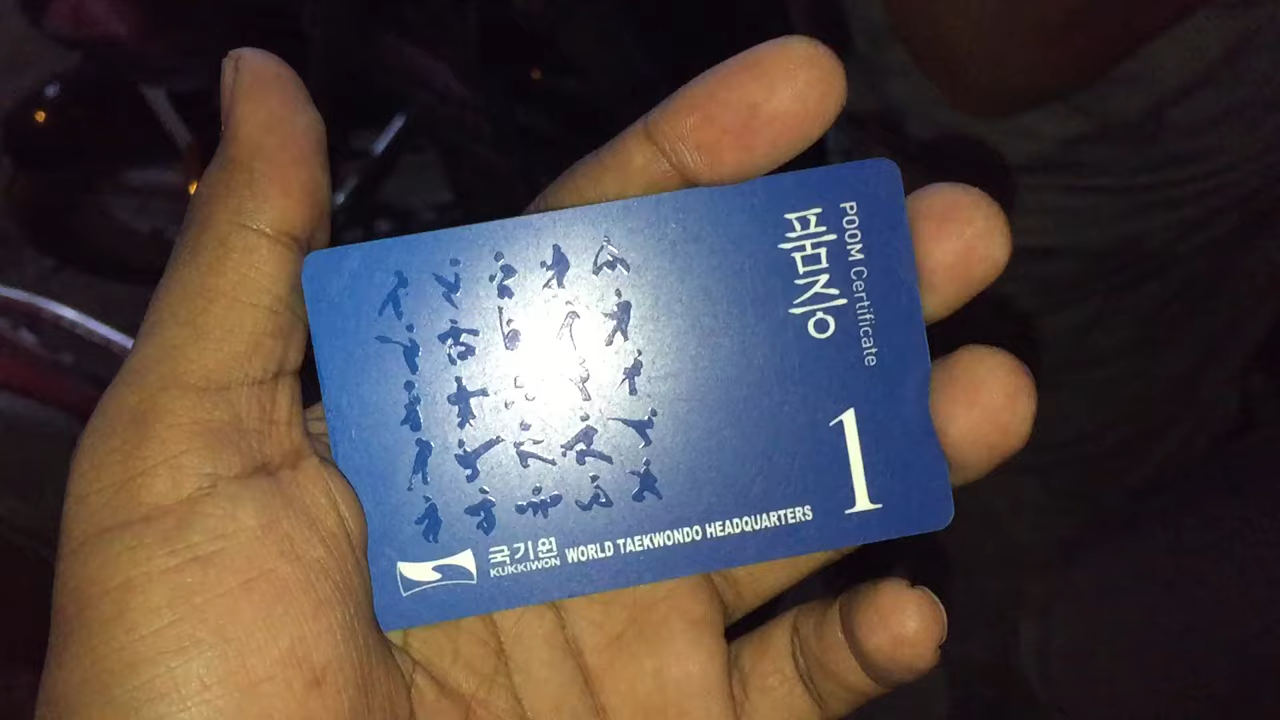 품증
POOM Certificate
1
국기원
KUKKIWON
WORLD TAEKWONDO HEADQUARTERS